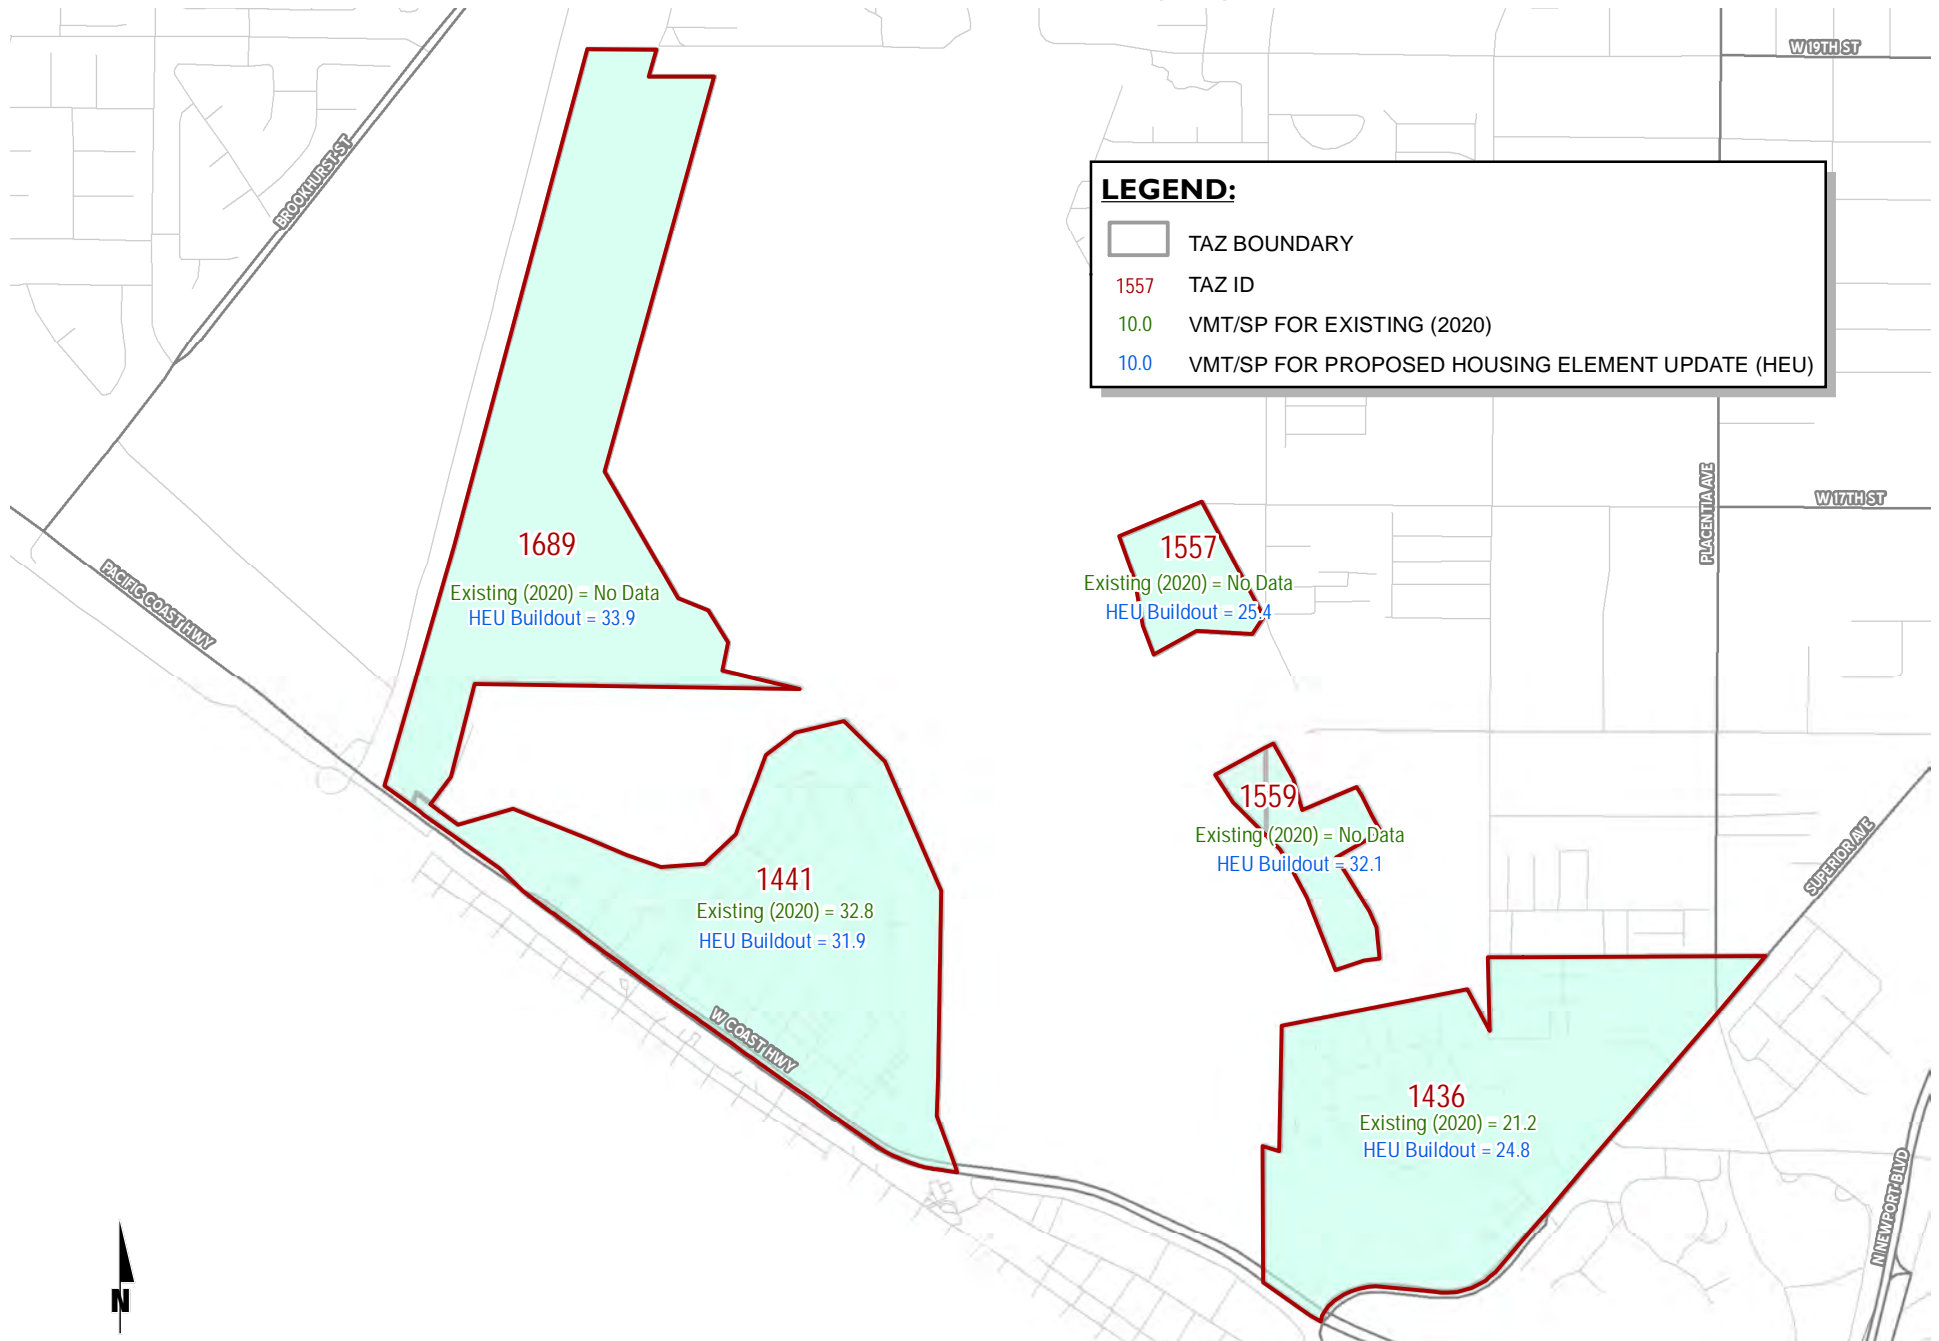 W 19TH ST
BROOKHURST ST
LEGEND:
TAZ BOUNDARY
1557 TAZ ID
10.0 VMT/SP FOR EXISTING (2020)
10.0 VMT/SP FOR PROPOSED HOUSING ELEMENT UPDATE (HEU)
PLACENTIA AVE
W 17TH ST
1689
Existing (2020) = No Data
HEU Buildout = 33.9
1557
Existing (2020) = No Data
HEU Buildout = 25.4
PACIFIC COAST HWY
1559
Existing (2020) = No Data
HEU Buildout = 32.1
SUPERIOR AVE
1441
Existing (2020) = 32.8
HEU Buildout = 31.9
W COAST HWY
1436
Existing (2020) = 21.2
HEU Buildout = 24.8
N NEWPORT BLVD
N